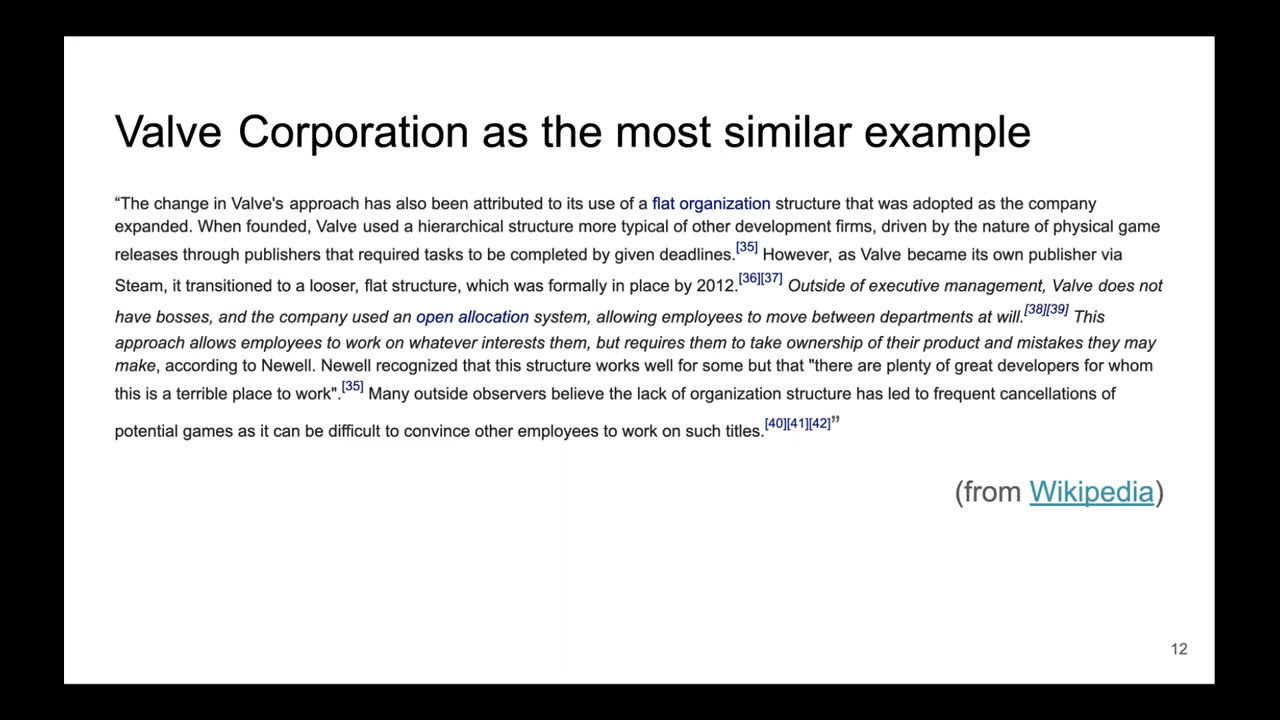 Valve Corporation as the most similar example
“The change in Valve's approach has also been attributed to its use of a flat organization structure that was adopted as the company
expanded. When founded, Valve used a hierarchical structure more typical of other development firms, driven by the nature of physical game
releases through publishers that required tasks to be completed by given deadlines.[35] However, as Valve became its own publisher via
Steam, it transitioned to a looser, flat structure, which was formally in place by 2012.[36][37] Outside of executive management, Valve does not
have bosses, and the company used an open allocation system, allowing employees to move between departments at will.[38][39] This
approach allows employees to work on whatever interests them, but requires them to take ownership of their product and mistakes they may
make, according to Newell. Newell recognized that this structure works well for some but that "there are plenty of great developers for whom
this is a terrible place to work".[35] Many outside observers believe the lack of organization structure has led to frequent cancellations of
potential games as it can be difficult to convince other employees to work on such titles.[40][41][42]”
(from Wikipedia)
12